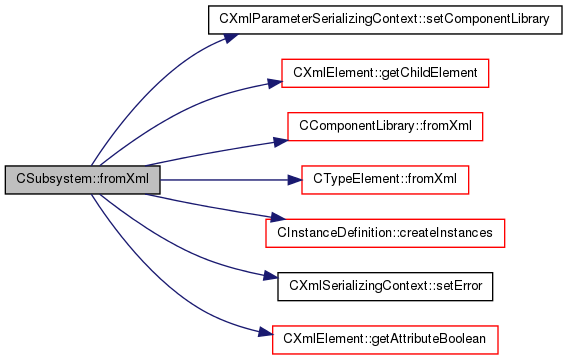 CXmlParameterSerializingContext::setComponentLibrary
CXmlElement::getChildElement
CComponentLibrary::fromXml
CSubsystem::fromXml
CTypeElement::fromXml
CInstanceDefinition::createInstances
CXmlSerializingContext::setError
CXmlElement::getAttributeBoolean